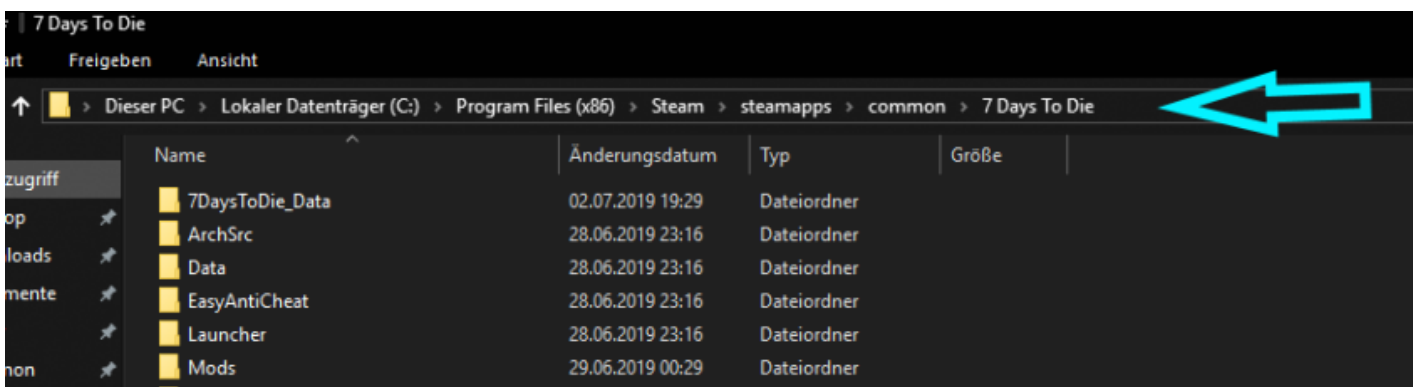 7 Days To Die
Freigeben Ansicht
Dieser PC > Lokaler Datenträger (C:) > Program Files (x86) > Steam > steamapps > common > 7 Days To Die
Name Änderungsdatum Typ Größe
zugriff
7DaysToDie_Data 02.07.2019 19:29 Dateiordner
ArchSrc 28.06.2019 23:16 Dateiordner
Data 28.06.2019 23:16 Dateiordner
EasyAntiCheat 28.06.2019 23:16 Dateiordner
Launcher 28.06.2019 23:16 Dateiordner
Mods 29.06.2019 00:29 Dateiordner